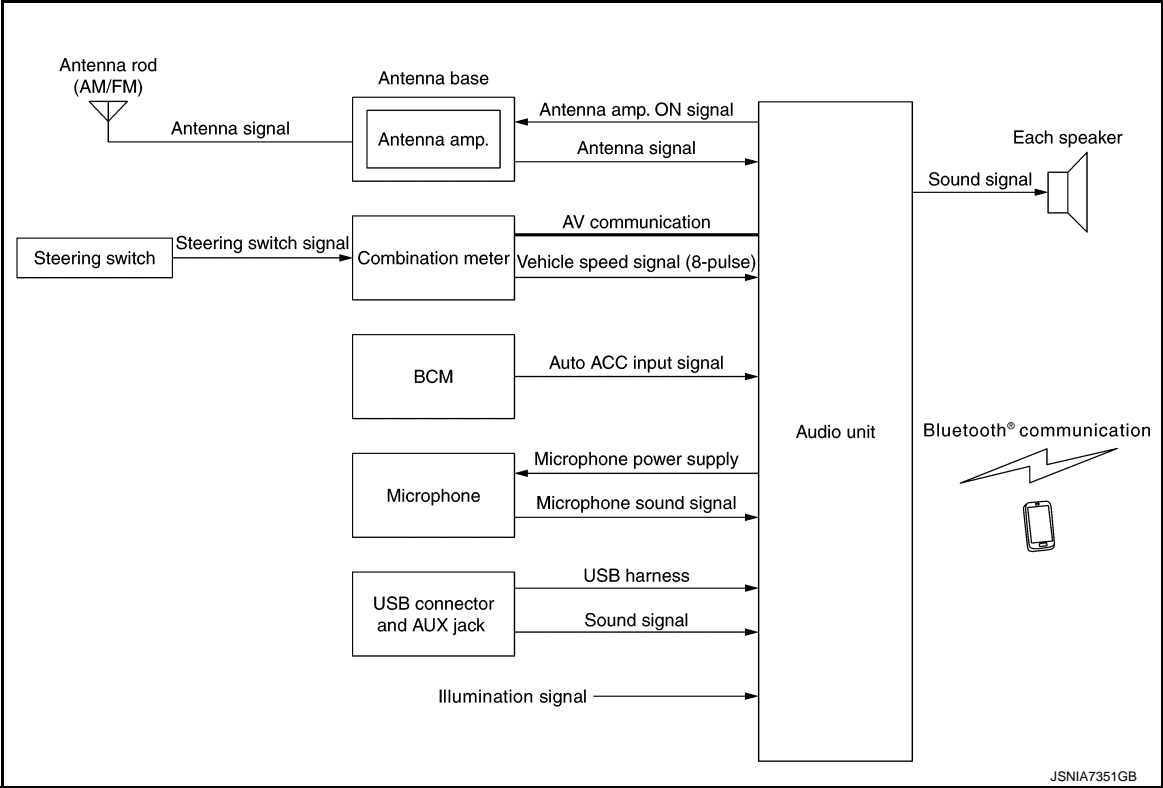 Antenna rod
(AM/FM)
Antenna signal
Antenna base
Antenna amp.
Antenna amp. ON signal
Antenna signal
Each speaker
Sound signal
Steering switch
Steering switch signal
Combination meter
AV communication
Vehicle speed signal (8-pulse)
BCM
Auto ACC input signal
Audio unit
Bluetooth® communication
Microphone
Microphone power supply
Microphone sound signal
USB connector
and AUX jack
USB harness
Sound signal
Illumination signal
JSNIA7351GB